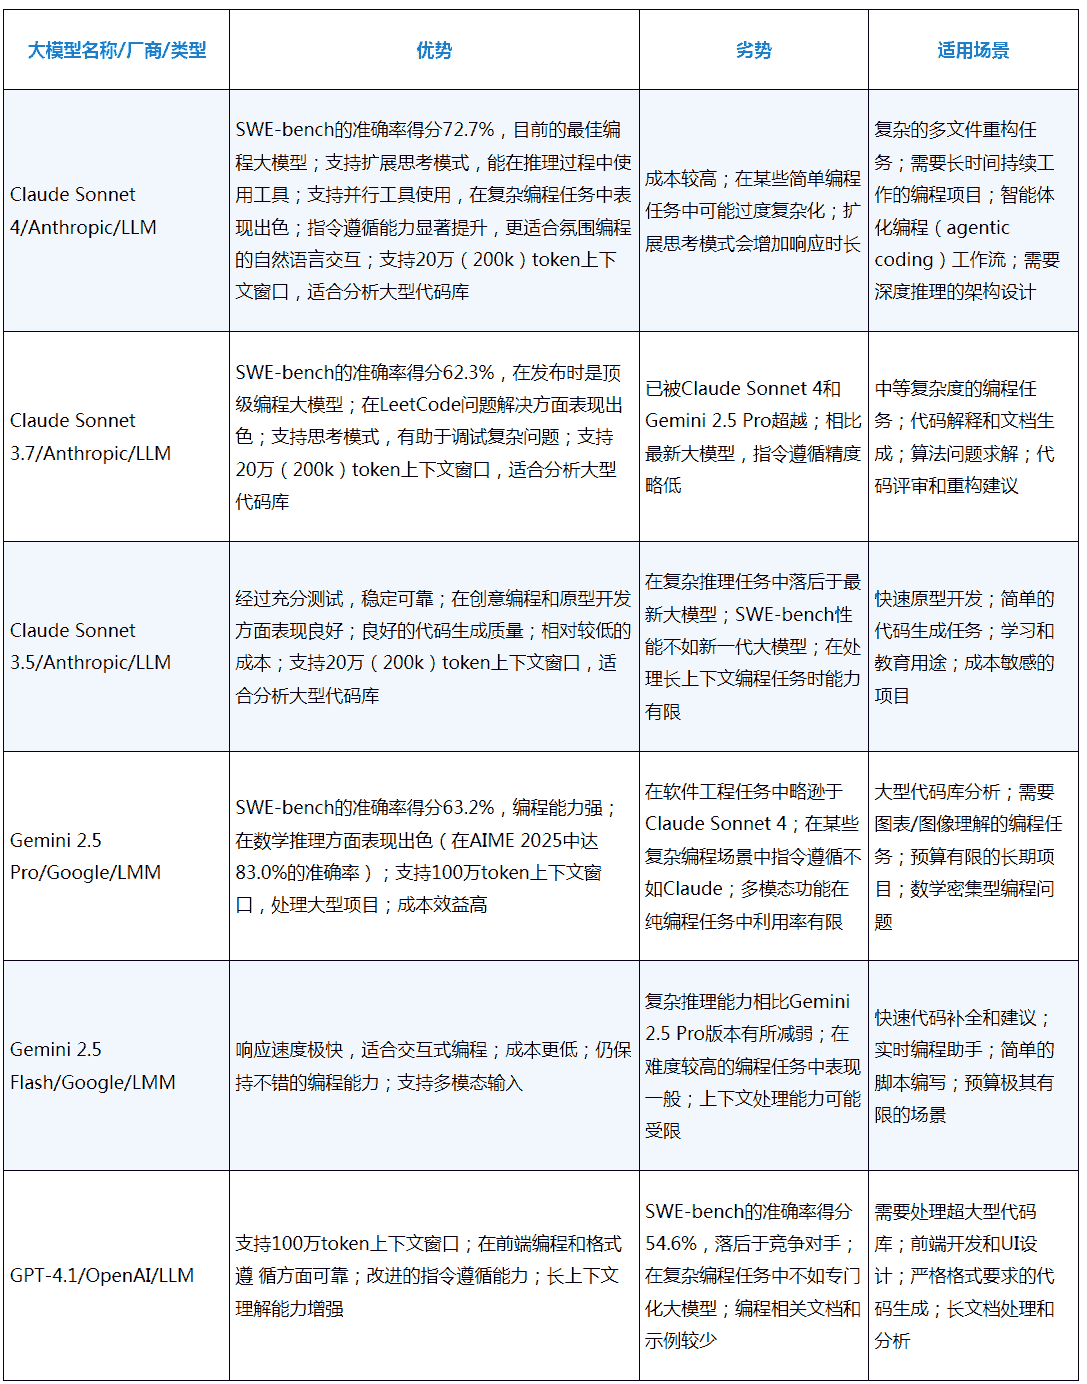 大模型名称/厂商/类型
优势
劣势
适用场景
Claude Sonnet
4/Anthropic/LLM
SWE-bench的准确率得分72.7%，目前的最佳编
程大模型；支持扩展思考模式，能在推理过程中使
用工具；支持并行工具使用，在复杂编程任务中表
现出色；指令遵循能力显著提升，更适合氛围编程
的自然语言交互；支持20万（200k）token上下
文窗口，适合分析大型代码库
成本较高；在某些简单编程
任务中可能过度复杂化；扩
展思考模式会增加响应时长
复杂的多文件重构任
务；需要长时间持续工
作的编程项目；智能体
化编程（agentic
coding）工作流；需要
深度推理的架构设计
Claude Sonnet
3.7/Anthropic/LLM
SWE-bench的准确率得分62.3%，在发布时是顶
级编程大模型；在LeetCode问题解决方面表现出
色；支持思考模式，有助于调试复杂问题；支持
20万（200k）token上下文窗口，适合分析大型
代码库
已被Claude Sonnet 4和
Gemini 2.5 Pro超越；相比
最新大模型，指令遵循精度
略低
中等复杂度的编程任
务；代码解释和文档生
成；算法问题求解；代
码评审和重构建议
Claude Sonnet
3.5/Anthropic/LLM
经过充分测试，稳定可靠；在创意编程和原型开发
方面表现良好；良好的代码生成质量；相对较低的
成本；支持20万（200k）token上下文窗口，适
合分析大型代码库
在复杂推理任务中落后于最
新大模型；SWE-bench性
能不如新一代大模型；在处
理长上下文编程任务时能力
有限
快速原型开发；简单的
代码生成任务；学习和
教育用途；成本敏感的
项目
Gemini 2.5
Pro/Google/LMM
SWE-bench的准确率得分63.2%，编程能力强；
在数学推理方面表现出色（在AIME 2025中达
83.0%的准确率）；支持100万token上下文窗
口，处理大型项目；成本效益高
在软件工程任务中略逊于
Claude Sonnet 4；在某些
复杂编程场景中指令遵循不
如Claude；多模态功能在
纯编程任务中利用率有限
大型代码库分析；需要
图表/图像理解的编程任
务；预算有限的长期项
目；数学密集型编程问
题
Gemini 2.5
Flash/Google/LMM
响应速度极快，适合交互式编程；成本更低；仍保
持不错的编程能力；支持多模态输入
复杂推理能力相比Gemini
2.5 Pro版本有所减弱；在
难度较高的编程任务中表现
一般；上下文处理能力可能
受限
快速代码补全和建议；
实时编程助手；简单的
脚本编写；预算极其有
限的场景
GPT-4.1/OpenAI/LLM
支持100万token上下文窗口；在前端编程和格式
遵 循方面可靠；改进的指令遵循能力；长上下文
理解能力增强
SWE-bench的准确率得分
54.6%，落后于竞争对手；
在复杂编程任务中不如专门
化大模型；编程相关文档和
示例较少
需要处理超大型代码
库；前端开发和UI设
计；严格格式要求的代
码生成；长文档处理和
分析